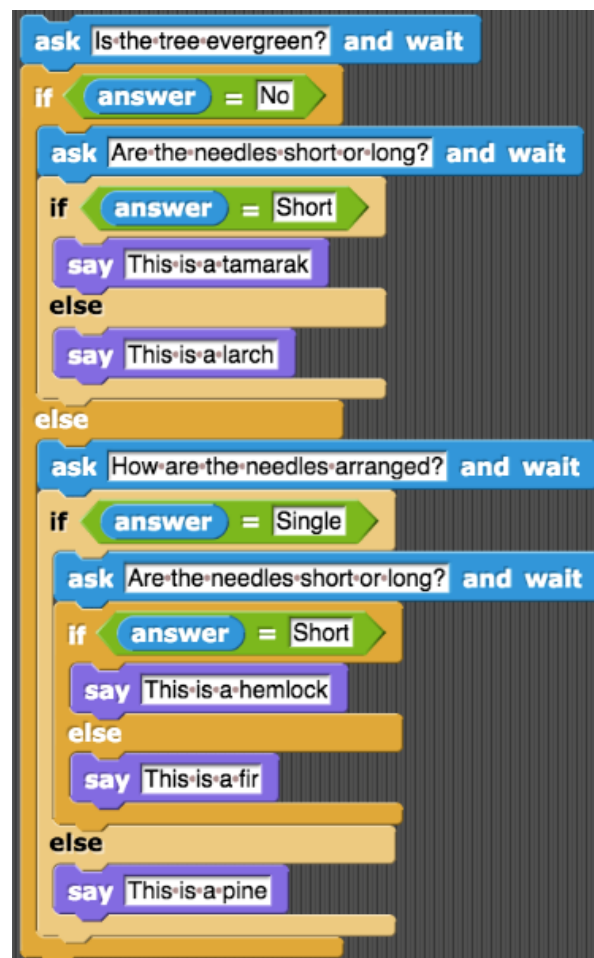 ask Is the tree evergreen? and wait
if answer = No
ask Are the needles short or long? and wait
if answer = Short
say This is a tamarak
else
say This is a larch
else
ask How are the needles arranged? and wait
if answer = Single
ask Are the needles short or long? and wait
if answer = Short
say This is a hemlock
else
say This is a fir
else
say This is a pine